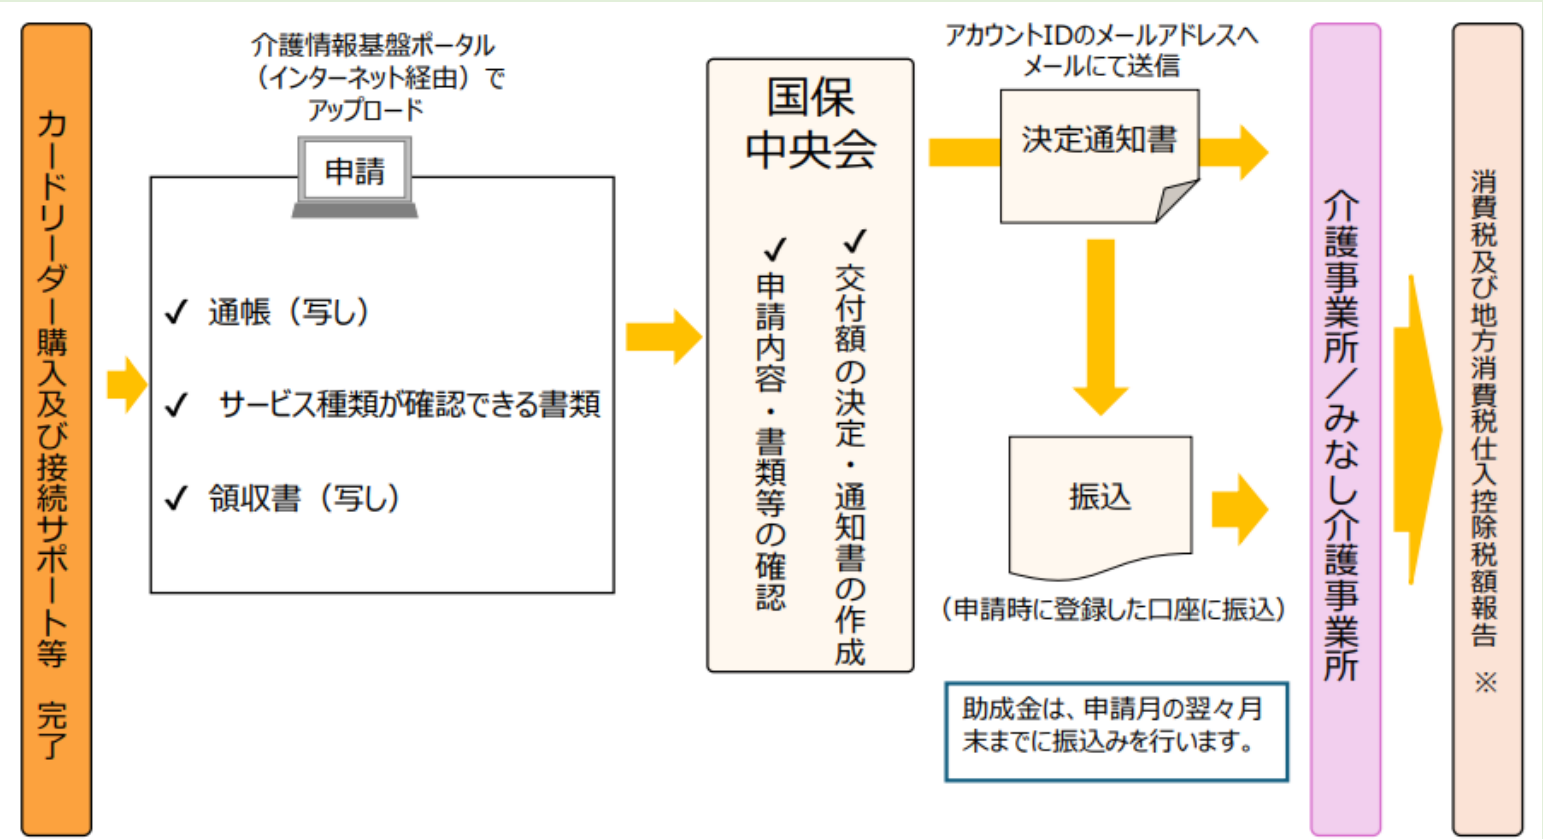 カードリーダー購入及び接続サポート等　完了
介護情報基盤ポータル
（インターネット経由）で
アップロード
申請
✓ 通帳（写し）
✓ サービス種類が確認できる書類
✓ 領収書（写し）
国保
中央会
✓ 交付額の決定・通知書の作成
✓ 申請内容・書類等の確認
アカウントIDのメールアドレスへ
メールにて送信
決定通知書
振込
（申請時に登録した口座に振込）
助成金は、申請月の翌々月
末までに振込みを行います。
介護事業所／みなし介護事業所
消費税及び地方消費税仕入控除税額報告　※